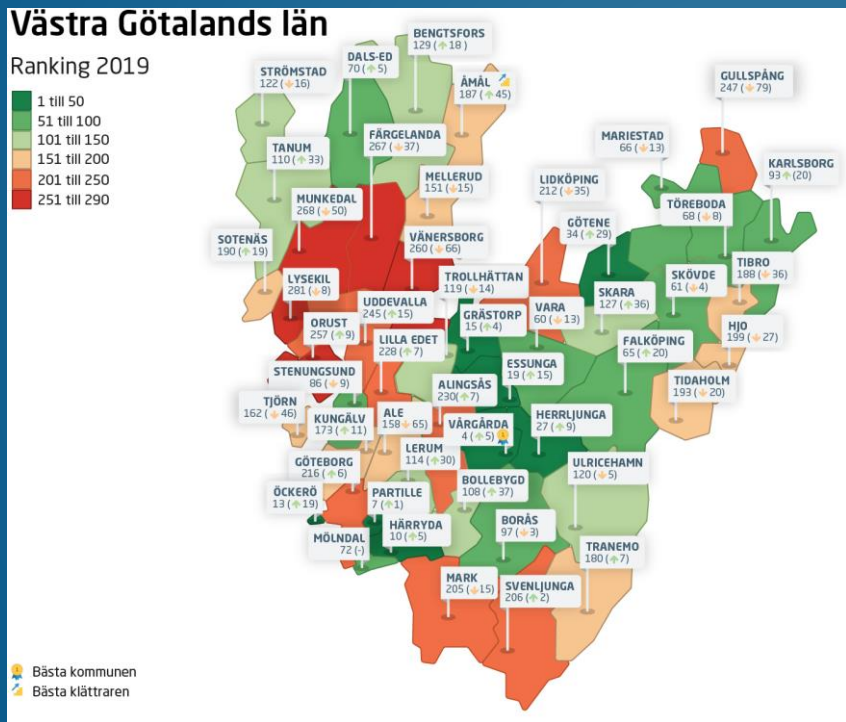 Västra Götalands län
Ranking 2019
1 till 50
51 till 100
101 till 150
151 till 200
201 till 250
251 till 290
BENGTSFORS
129 (↑18 )
DALS-ED
70 (↑5)
STRÖMSTAD
122 (↓16)
ÅMÅL
187 (↑45)
GULLSPÅNG
247 (↓79)
TANUM
110 (↑33)
FÄRGELANDA
267 (↓37)
MARIESTAD
66 (↓13)
KARLSBORG
93↑(20)
MELLERUD
151 (↓15)
LIDKÖPING
212 (↓35)
MUNKEDAL
268 (↓50)
TÖREBODA
68 (↓8)
GÖTENE
34 (↑29)
SOTENÄS
190 (↑19)
VÄNERSBORG
260 (↓66)
TIBRO
188 (↓36)
LYSEKIL
281 (↓8)
TROLLHÄTTAN
119 (↓14)
SKARA
127 (↑36)
SKÖVDE
61 (↓4)
UDDEVALLA
245 (↑15)
GRÄSTORP
15 (↑4)
VARA
60 (↓13)
ORUST
257 (↑9)
LILLA EDET
228 (↑7)
FALKÖPING
65 (↑20)
HJO
199 (↓27)
STENUNGSUND
86 (↓9)
ESSUNGA
19 (↑15)
ALINGSÅS
230(↑7)
TIDAHOLM
193 (↓20)
TJÖRN
162 (↓46)
KUNGÄLV
173 (↑11)
ALE
158↓65)
VÅRGÅRDA
4 (↑5)
HERRLJUNGA
27 (↑9)
GÖTEBORG
216 (↑6)
LERUM
114 (↑30)
ULRICEHAMN
120 (↓5)
BOLLEBYGD
108 (↑37)
ÖCKERÖ
13 (↑19)
PARTILLE
7 (↑1)
HÄRRYDA
10 (↑5)
BORÅS
97 (↓3)
MÖLNDAL
72 (-)
TRANEMO
180 (↑7)
MARK
205 (↓15)
SVENLJUNGA
206 (↑2)
Bästa kommunen
Bästa klättraren